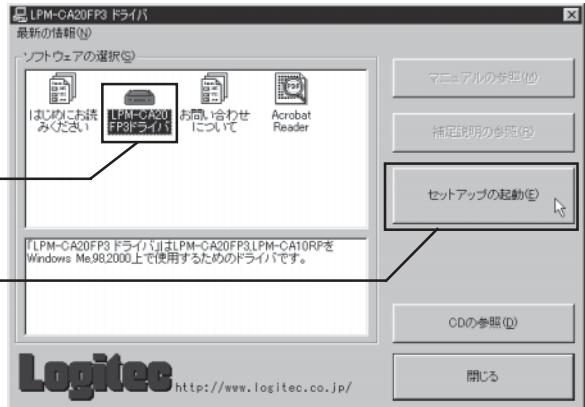 LPM-CA20FP3 ドライバ
最新の情報(N)
ソフトウェアの選択(S)
はじめにお読
みください
LPM-CA20
FP3ドライバ
お問い合わせ
について
Acrobat
Reader
マニュアルの参照(M)
補足説明の参照(R)
セットアップの起動(E)
「LPM-CA20FP3 ドライバ」はLPM-CA20FP3,LPM-CA10RPを
Windows Me,98,2000上で使用するためのドライバです。
CDの参照(D)
閉じる
Logitec
http://www.logitec.co.jp/